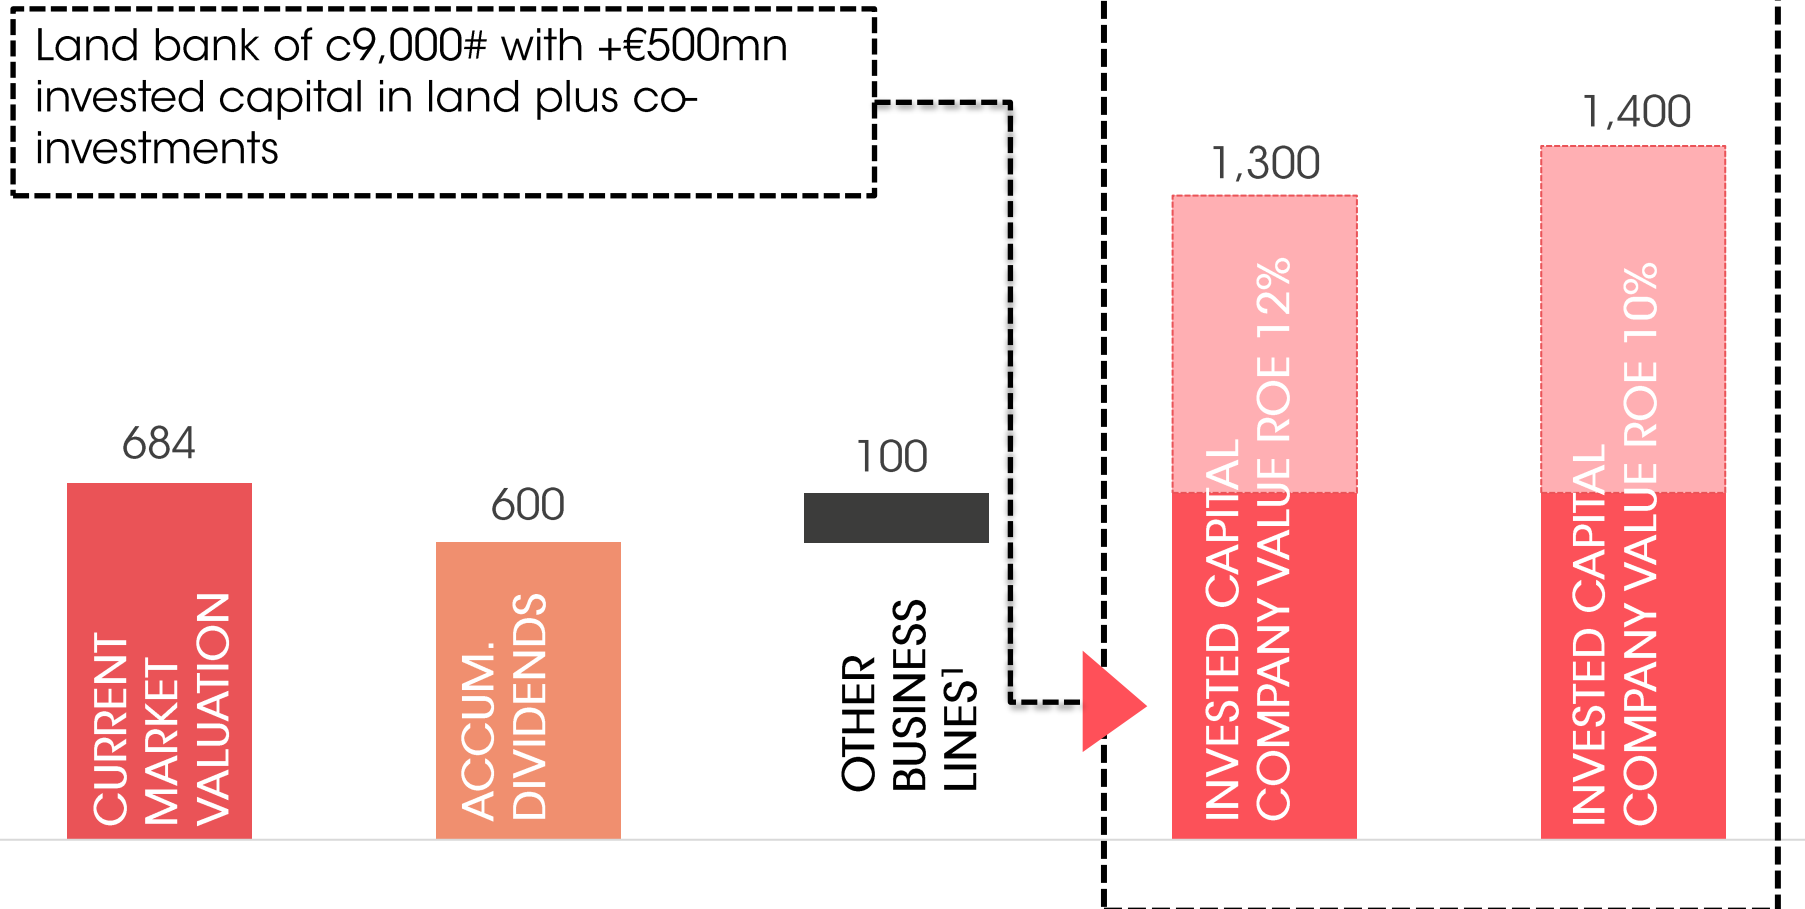 Land bank of c9,000# with +€500mn
invested capital in land plus co-
investments
684
CURRENT
MARKET
VALUATION
600
ACCUM.
DIVIDENDS
100
OTHER
BUSINESS
LINES¹
1,300
INVESTED CAPITAL
COMPANY VALUE ROE 12%
1,400
INVESTED CAPITAL
COMPANY VALUE ROE 10%